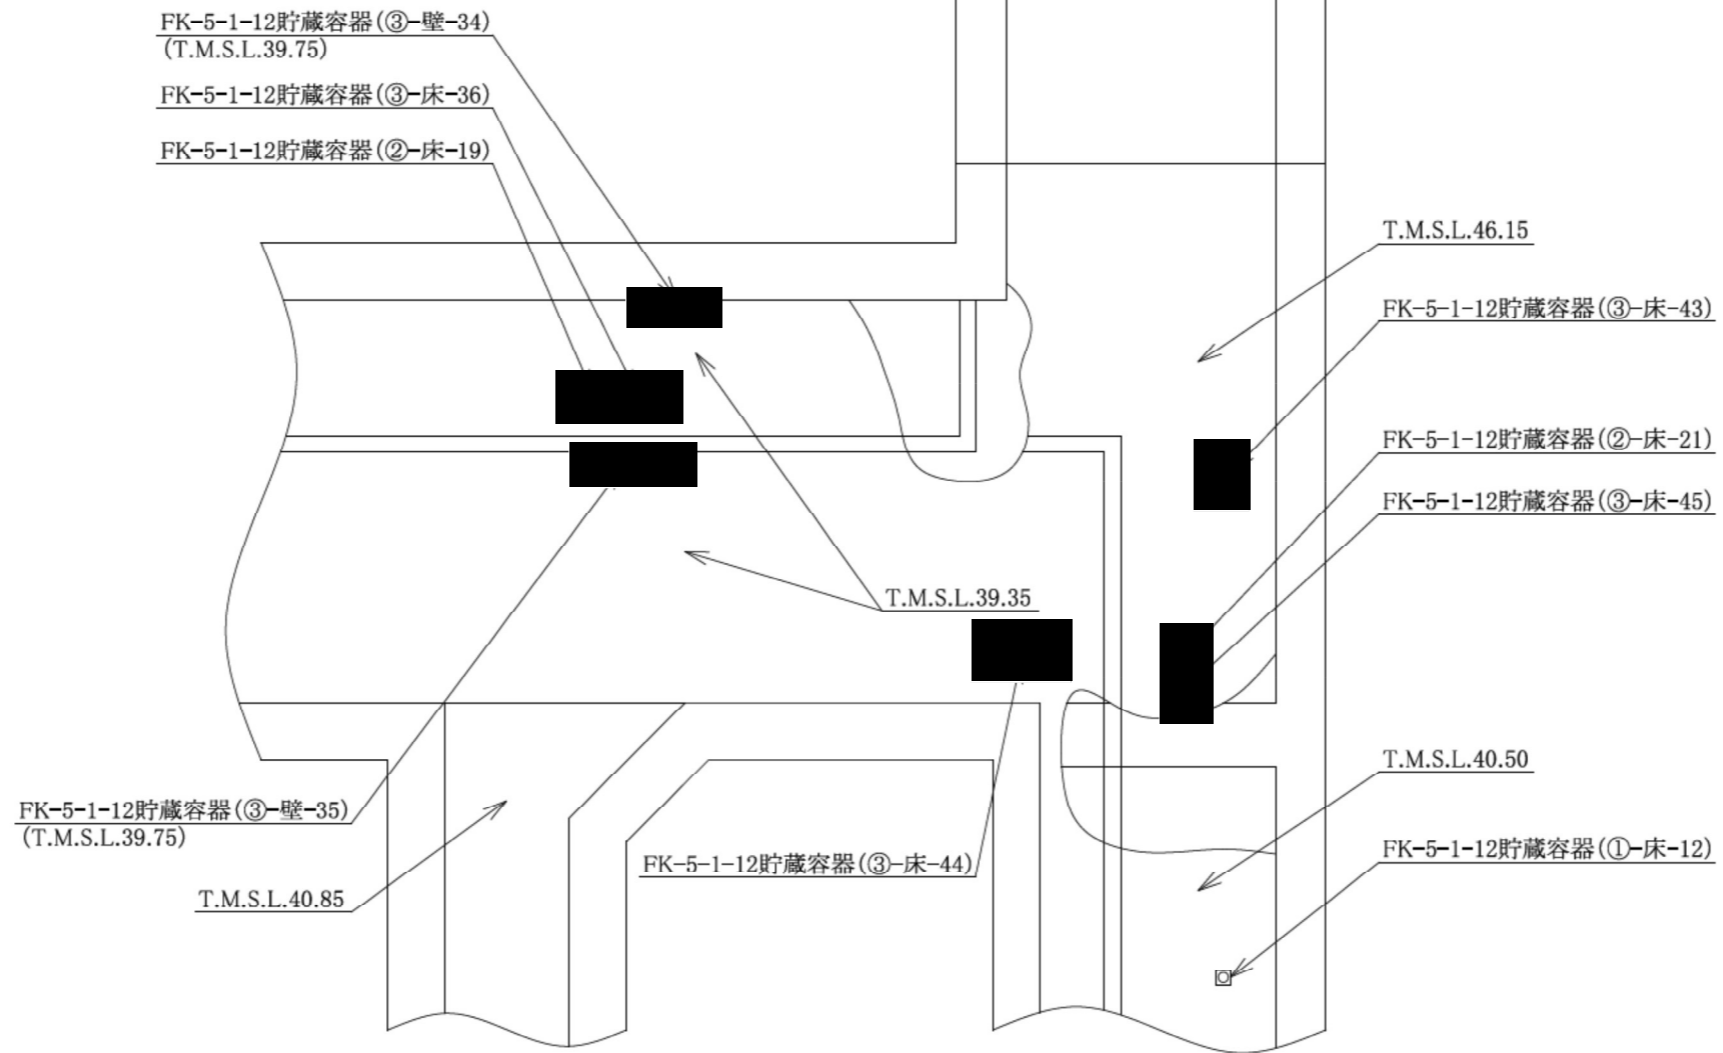 FK-5-1-12貯蔵容器(③-壁-34)
(T.M.S.L.39.75)
FK-5-1-12貯蔵容器(③-床-36)
FK-5-1-12貯蔵容器(②-床-19)
T.M.S.L.46.15
FK-5-1-12貯蔵容器(③-床-43)
FK-5-1-12貯蔵容器(②-床-21)
FK-5-1-12貯蔵容器(③-床-45)
T.M.S.L.39.35
T.M.S.L.40.50
FK-5-1-12貯蔵容器(③-壁-35)
(T.M.S.L.39.75)
FK-5-1-12貯蔵容器(③-床-44)
FK-5-1-12貯蔵容器(①-床-12)
T.M.S.L.40.85